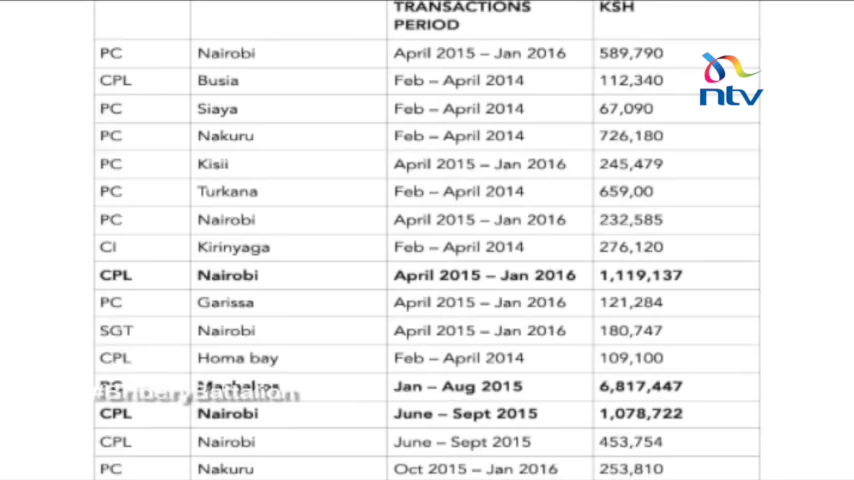 TRANSACTIONS KSH
PERIOD
PC Nairobi April 2015 – Jan 2016 589,790
CPL Busia Feb – April 2014 112,340
PC Siaya Feb – April 2014 67,090
PC Nakuru Feb – April 2014 726,180
PC Kisii April 2015 – Jan 2016 245,479
PC Turkana Feb – April 2014 659,00
PC Nairobi April 2015 – Jan 2016 232,585
CI Kirinyaga Feb – April 2014 276,120
CPL Nairobi April 2015 – Jan 2016 1,119,137
PC Garissa April 2015 – Jan 2016 121,284
SGT Nairobi April 2015 – Jan 2016 180,747
CPL Homa bay Feb – April 2014 109,100
PC Jan – Aug 2015 6,817,447
#BriberyBattalion
CPL Nairobi June – Sept 2015 1,078,722
CPL Nairobi June – Sept 2015 453,754
PC Nakuru Oct 2015 – Jan 2016 253,810
ntv